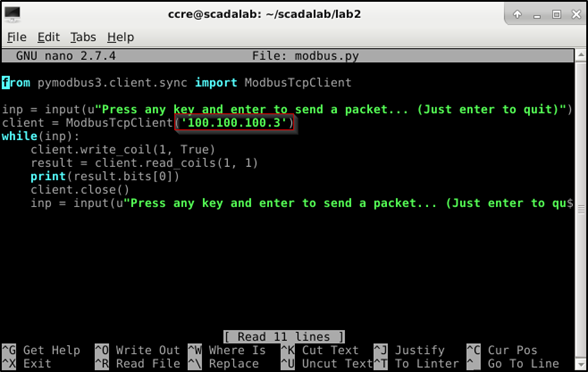 ccre@scadalab: ~/scadalab/lab2
File Edit Tabs Help
GNU nano 2.7.4 File: modbus.py
from pymodbus3.client.sync import ModbusTcpClient
inp = input(u"Press any key and enter to send a packet... (Just enter to quit)")
client = ModbusTcpClient('100.100.100.3')
while(inp):
    client.write_coil(1, True)
    result = client.read_coils(1, 1)
    print(result.bits[0])
    client.close()
    inp = input(u"Press any key and enter to send a packet... (Just enter to qu$
[ Read 11 lines ]
^G Get Help ^O Write Out ^W Where Is ^K Cut Text ^J Justify ^C Cur Pos
^X Exit ^R Read File ^\ Replace ^U Uncut Text ^T To Linter ^_ Go To Line